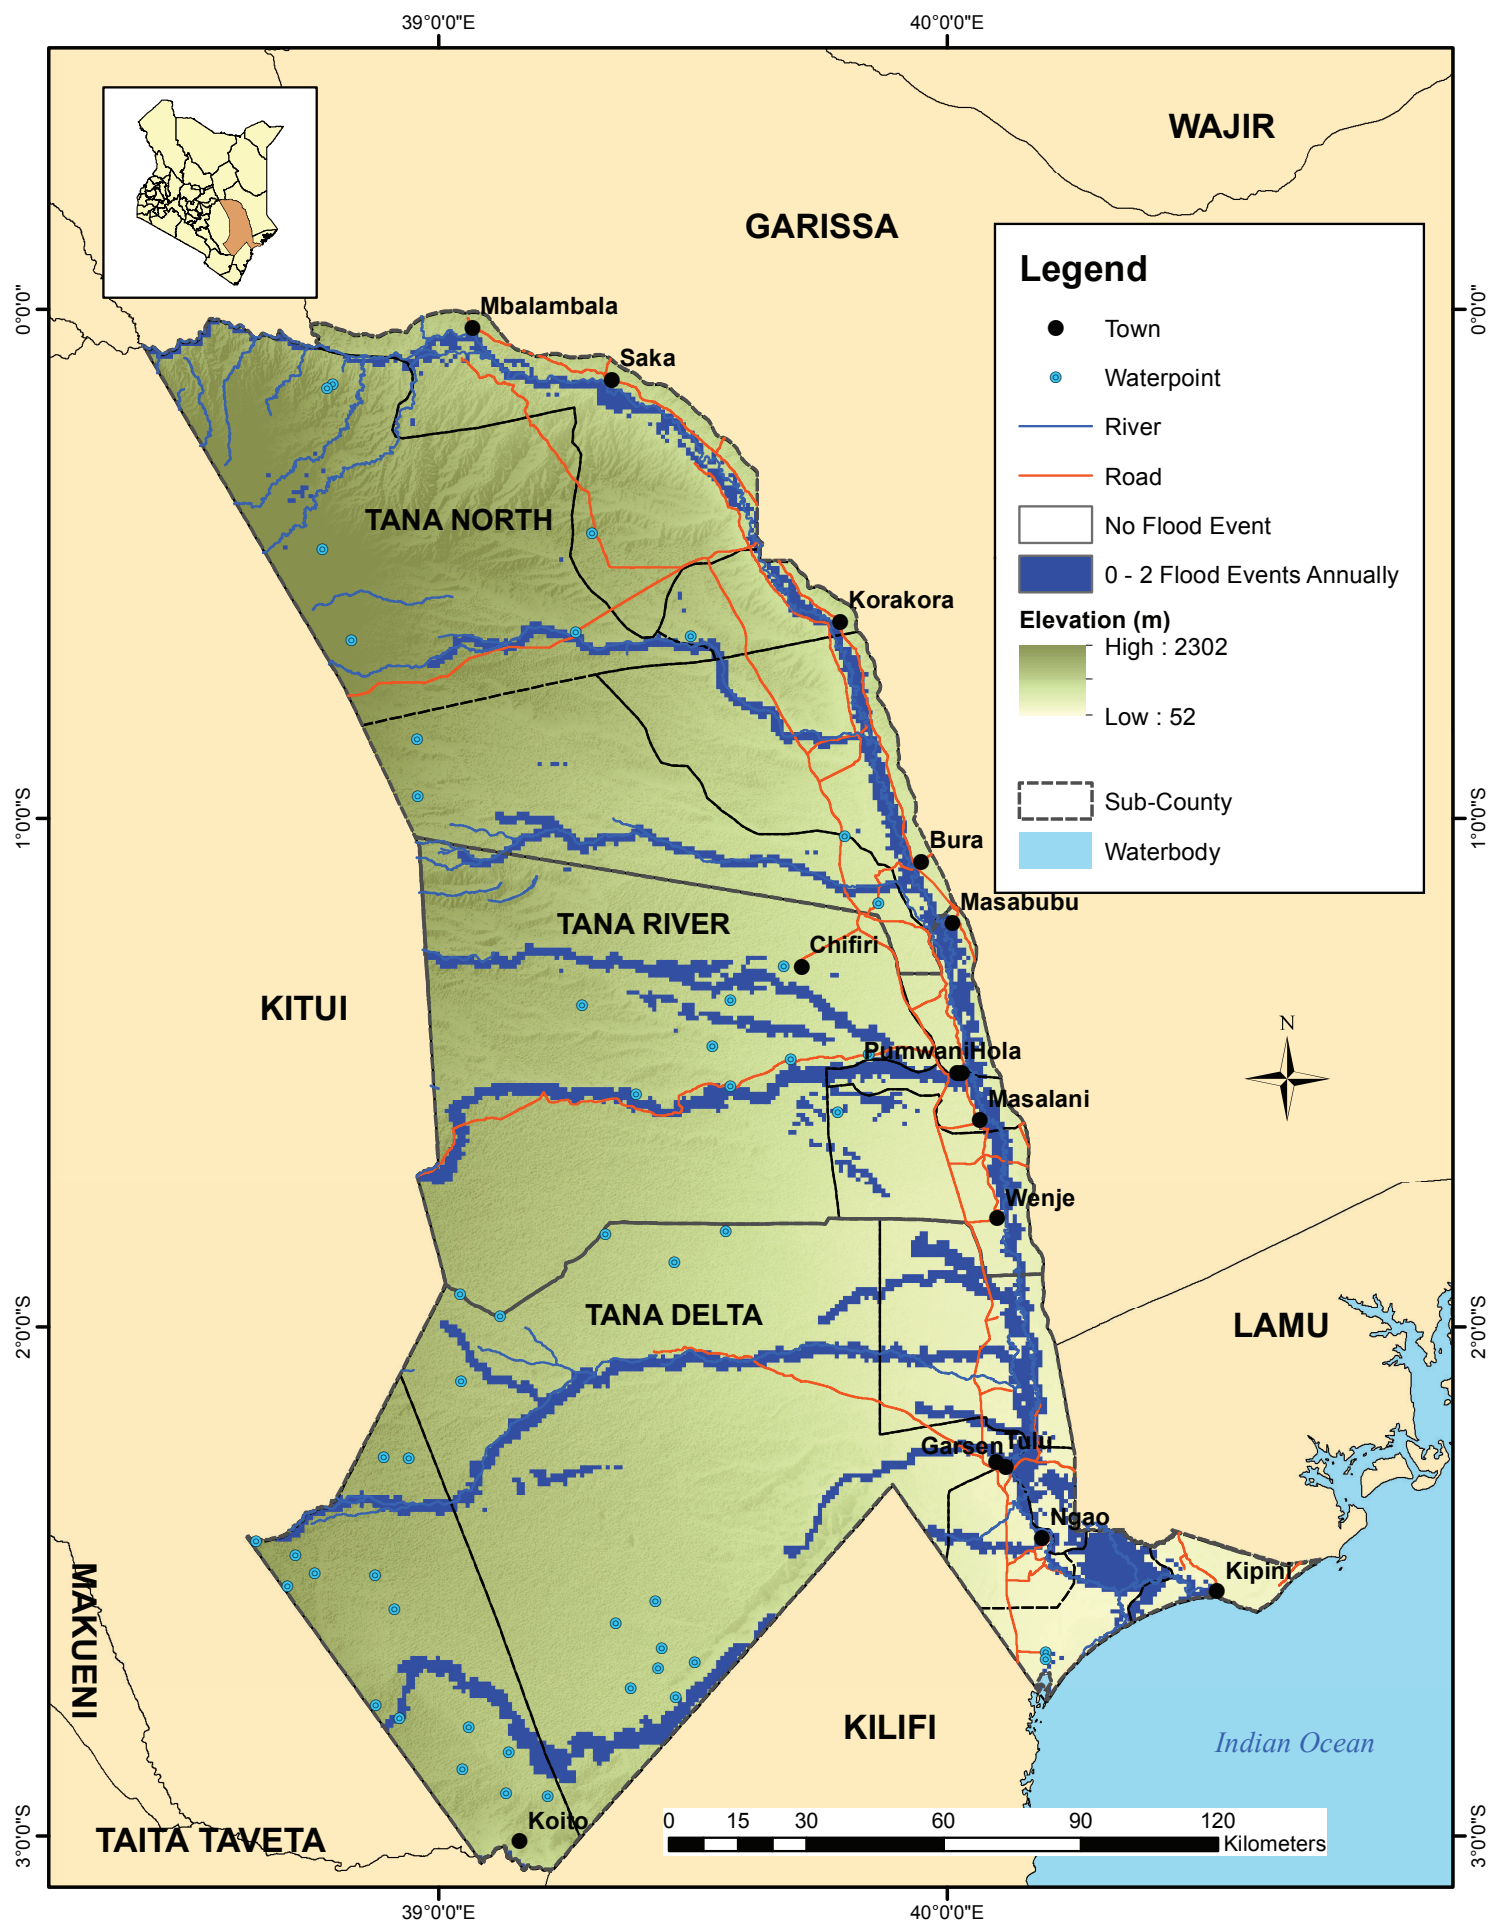 39°0'0"E
40°0'0"E
WAJIR
GARISSA
Legend
Town
Waterpoint
River
Road
No Flood Event
0 - 2 Flood Events Annually
Elevation (m)
High : 2302
Low : 52
Sub-County
Waterbody
0°0'0"
0°0'0"
Mbalambala
Saka
TANA NORTH
Korakora
1°0'0"S
1°0'0"S
Bura
Masabubu
TANA RIVER
Chifiri
KITUI
N
Pumwani
Hola
Masalani
Wenje
2°0'0"S
2°0'0"S
TANA DELTA
LAMU
Garsen
Tulu
Ngao
Kipini
MAKUENI
KILIFI
Indian Ocean
Koito
TAITA TAVETA
0 15 30 60 90 120
Kilometers
3°0'0"S
3°0'0"S
39°0'0"E
40°0'0"E